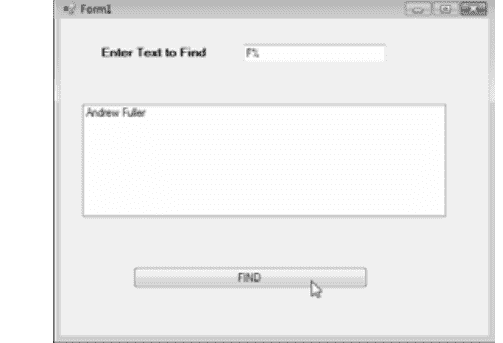 Form1
Enter Text to Find
F%
Andrew Fuller
FIND